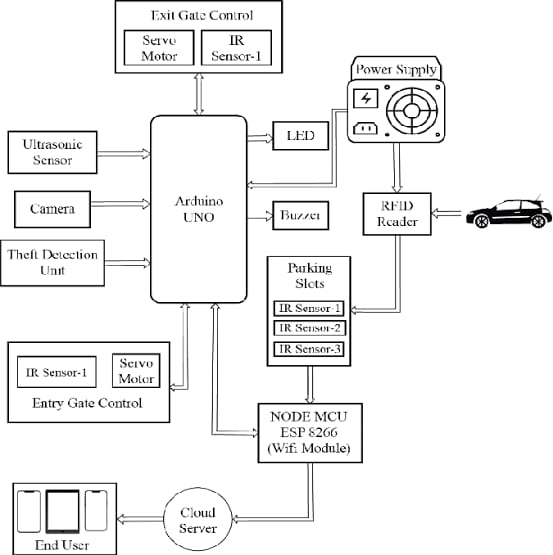 Exit Gate Control
Servo
Motor
IR
Sensor-1
Power Supply
LED
Ultrasonic
Sensor
Arduino
UNO
Camera
Buzzer
RFID
Reader
Theft Detection
Unit
Parking
Slots
IR Sensor-1
IR Sensor-2
IR Sensor-3
IR Sensor-1
Servo
Motor
Entry Gate Control
NODE MCU
ESP 8266
(Wifi Module)
Cloud
Server
End User